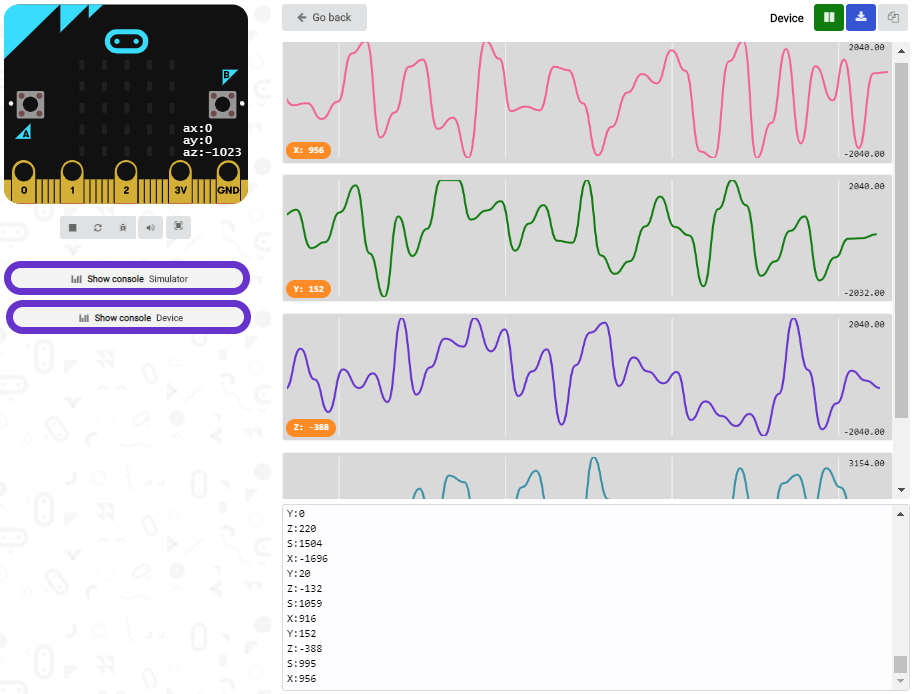 B
A
ax:0
ay:0
az:-1023
0
1
2
3V
GND
Show console Simulator
Show console Device
Go back
Device
2040.00
X: 956
-2040.00
2040.00
Y: 152
-2032.00
2040.00
Z: -388
-2040.00
3154.00
Y:0
Z:220
S:1504
X:-1696
Y:20
Z:-132
S:1059
X:916
Y:152
Z:-388
S:995
X:956